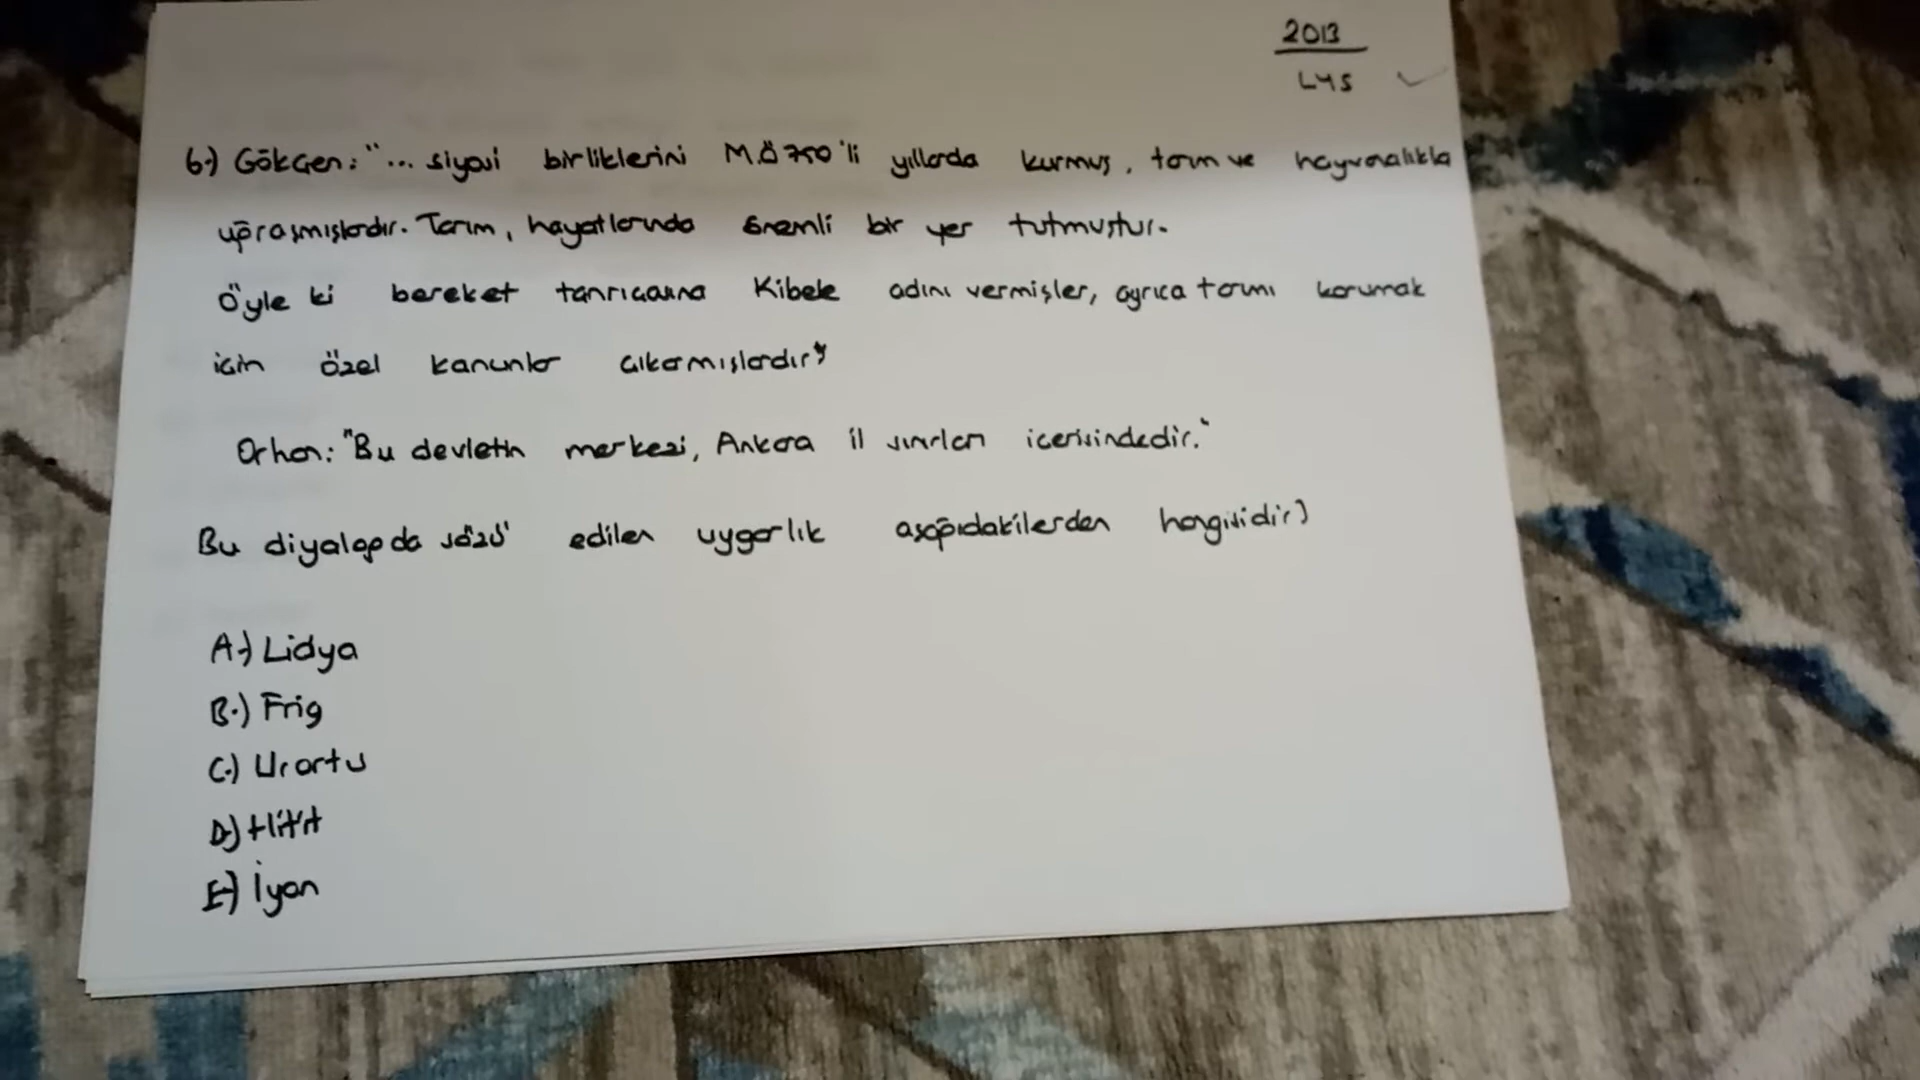 2013
LYS
6-) Gökçen: "... siyasi birliklerini M.Ö 750'li yıllarda kurmuş, tarım ve hayvancılıkla
uğraşmışlardır. Tarım, hayatlarında önemli bir yer tutmuştur.
Öyle ki bereket tanrıçasına Kibele adını vermişler, ayrıca tarımı korumak
için özel kanunlar çıkarmışlardır"
Orhan: "Bu devletin merkezi, Ankara il sınırları içerisindedir."
Bu diyalogda sözü edilen uygarlık aşağıdakilerden hangisidir?
A-) Lidya
B-) Frig
C-) Urartu
D-) Hitit
E-) İyon